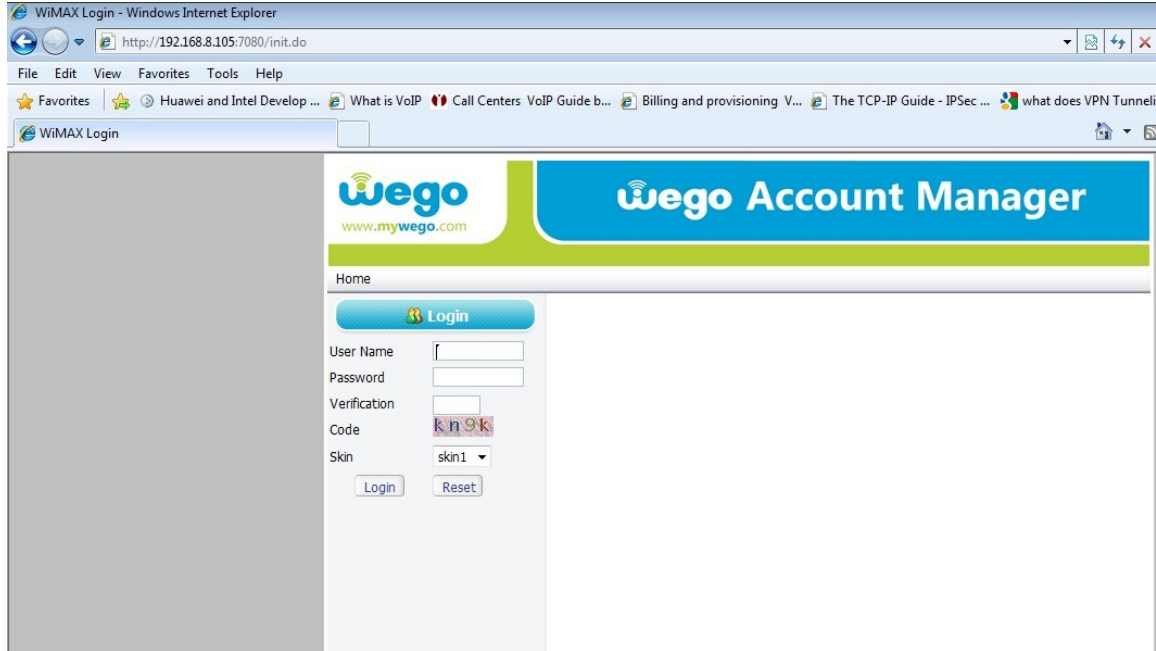 WiMAX Login - Windows Internet Explorer
http://192.168.8.105:7080/init.do
File Edit View Favorites Tools Help
Favorites Huawei and Intel Develop ... What is VoIP Call Centers VoIP Guide b... Billing and provisioning V... The TCP-IP Guide - IPSec ... what does VPN Tunneli
WiMAX Login
wego
www.mywego.com
wego Account Manager
Home
Login
User Name
Password
Verification
Code kn9k
Skin skin1
Login Reset